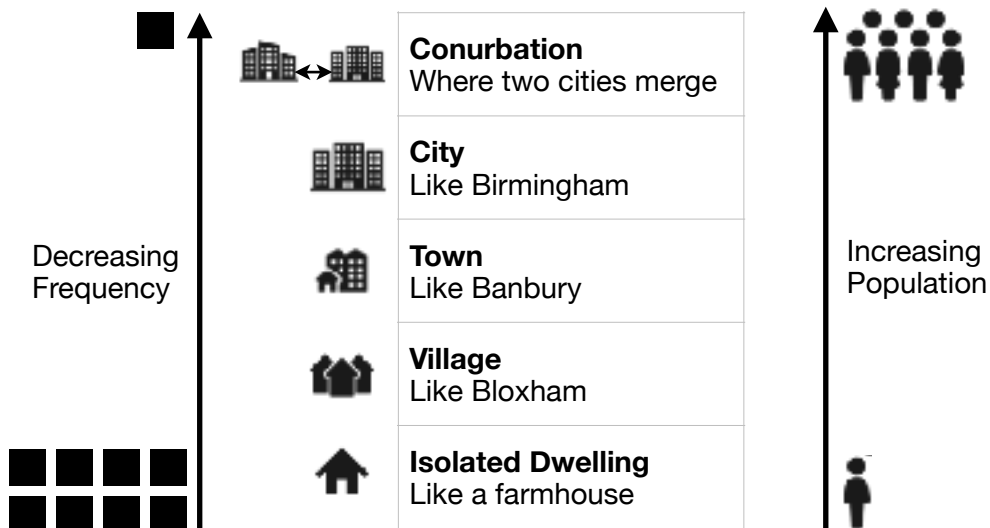 Conurbation
Where two cities merge
City
Like Birmingham
Decreasing
Frequency
Town
Like Banbury
Increasing
Population
Village
Like Bloxham
Isolated Dwelling
Like a farmhouse